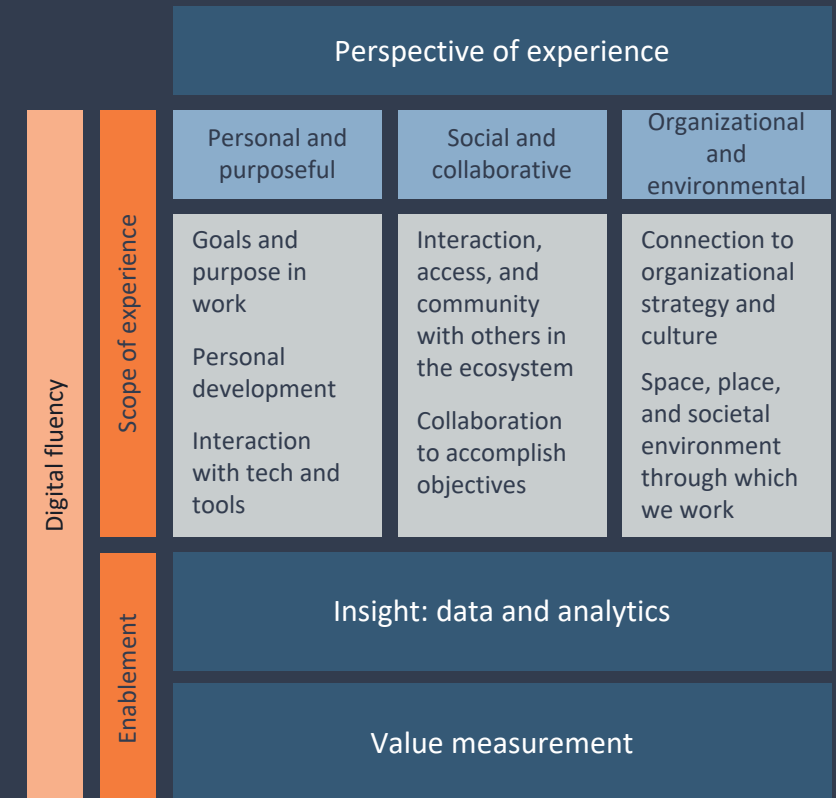 Perspective of experience
Digital fluency
Scope of experience
Personal and
purposeful
Social and
collaborative
Organizational
and
environmental
Goals and
purpose in
work
Personal
development
Interaction
with tech and
tools
Interaction,
access, and
community
with others in
the ecosystem
Collaboration
to accomplish
objectives
Connection to
organizational
strategy and
culture
Space, place,
and societal
environment
through which
we work
Enablement
Insight: data and analytics
Value measurement